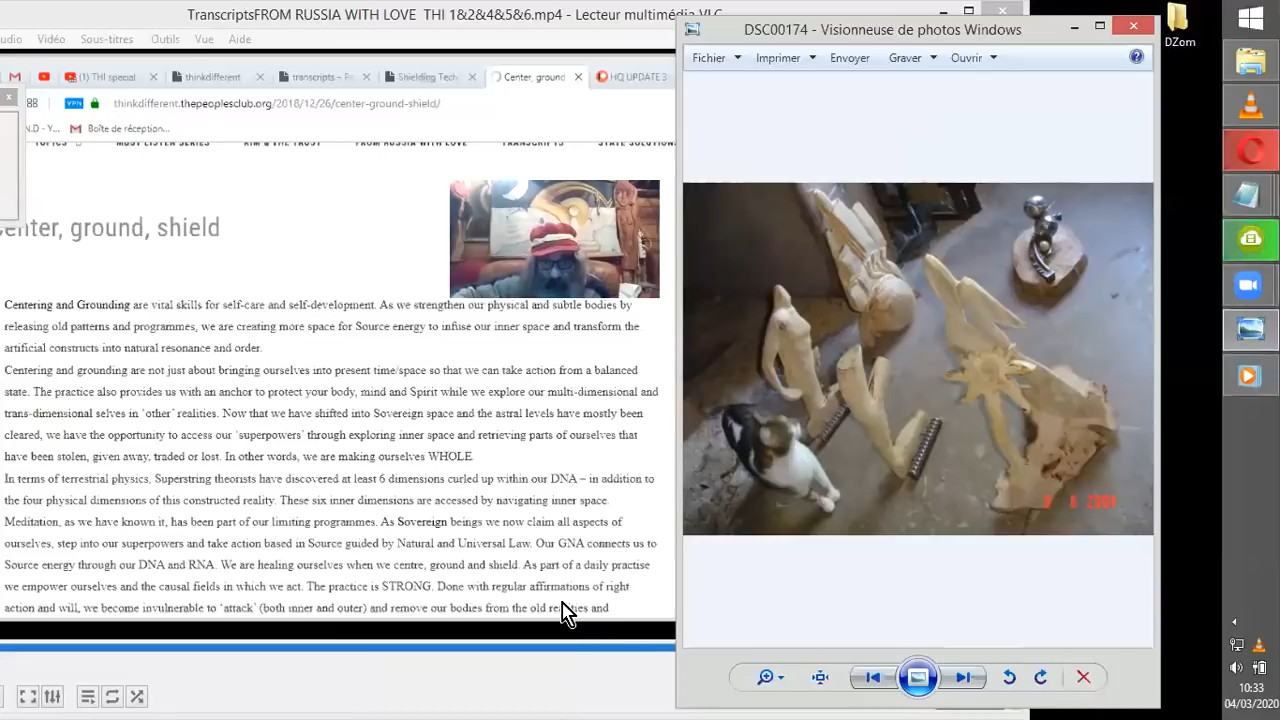 TranscriptsFROM RUSSIA WITH LOVE THI 1&2&4&5&6.mp4 - Lecteur multimédia VLC
DSC00174 - Visionneuse de photos Windows
DZom
udio Vidéo Sous-titres Outils Vue Aide
Fichier Imprimer Envoyer Graver Ouvrir
(1) THI special
thinkdifferent
Shielding Tech
Center, ground
HQ UPDATE 3
88 VPN thinkdifferent.thepeoplesclub.org/2018/12/26/center-ground-shield/
Boîte de réception...
TOPICS MUST LISTEN SERIES KIM & THE TRUST FROM RUSSIA WITH LOVE TRANSCRIPTS STATE SOLUTION
enter, ground, shield
Centering and Grounding are vital skills for self-care and self-development. As we strengthen our physical and subtle bodies by
releasing old patterns and programmes, we are creating more space for Source energy to infuse our inner space and transform the
artificial constructs into natural resonance and order.
Centering and grounding are not just about bringing ourselves into present time/space so that we can take action from a balanced
state. The practice also provides us with an anchor to protect your body, mind and Spirit while we explore our multi-dimensional and
trans-dimensional selves in 'other' realities. Now that we have shifted into Sovereign space and the astral levels have mostly been
cleared, we have the opportunity to access our 'superpowers' through exploring inner space and retrieving parts of ourselves that
have been stolen, given away, traded or lost. In other words, we are making ourselves WHOLE.
In terms of terrestrial physics, Superstring theorists have discovered at least 6 dimensions curled up within our DNA – in addition to
the four physical dimensions of this constructed reality. These six inner dimensions are accessed by navigating inner space.
Meditation, as we have known it, has been part of our limiting programmes. As Sovereign beings we now claim all aspects of
ourselves, step into our superpowers and take action based in Source guided by Natural and Universal Law. Our GNA connects us to
Source energy through our DNA and RNA. We are healing ourselves when we centre, ground and shield. As part of a daily practise
we empower ourselves and the causal fields in which we act. The practice is STRONG. Done with regular affirmations of right
action and will, we become invulnerable to 'attack' (both inner and outer) and remove our bodies from the old and
10:33
04/03/2020